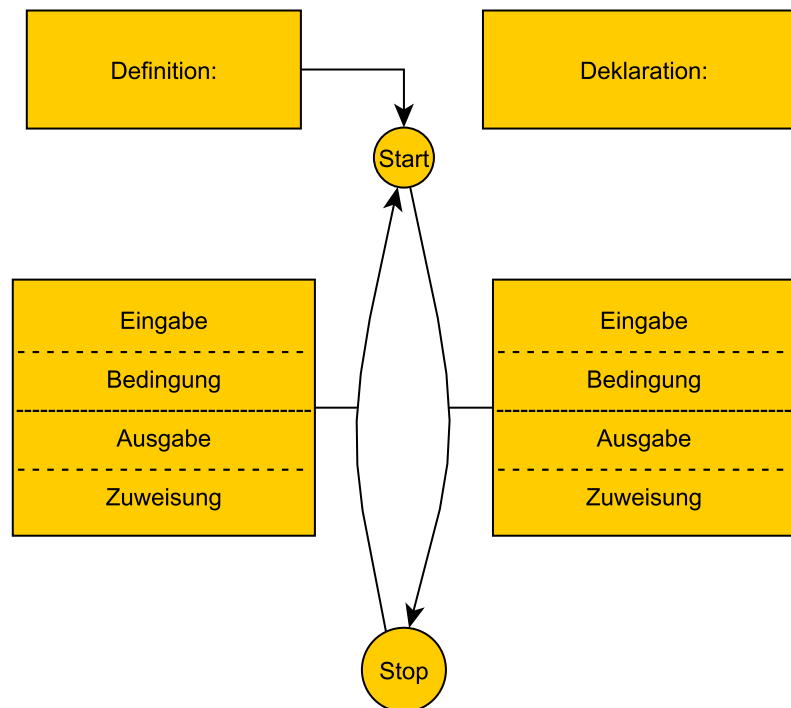 Definition:
Deklaration:
Start
Eingabe
Bedingung
Ausgabe
Zuweisung
Eingabe
Bedingung
Ausgabe
Zuweisung
Stop